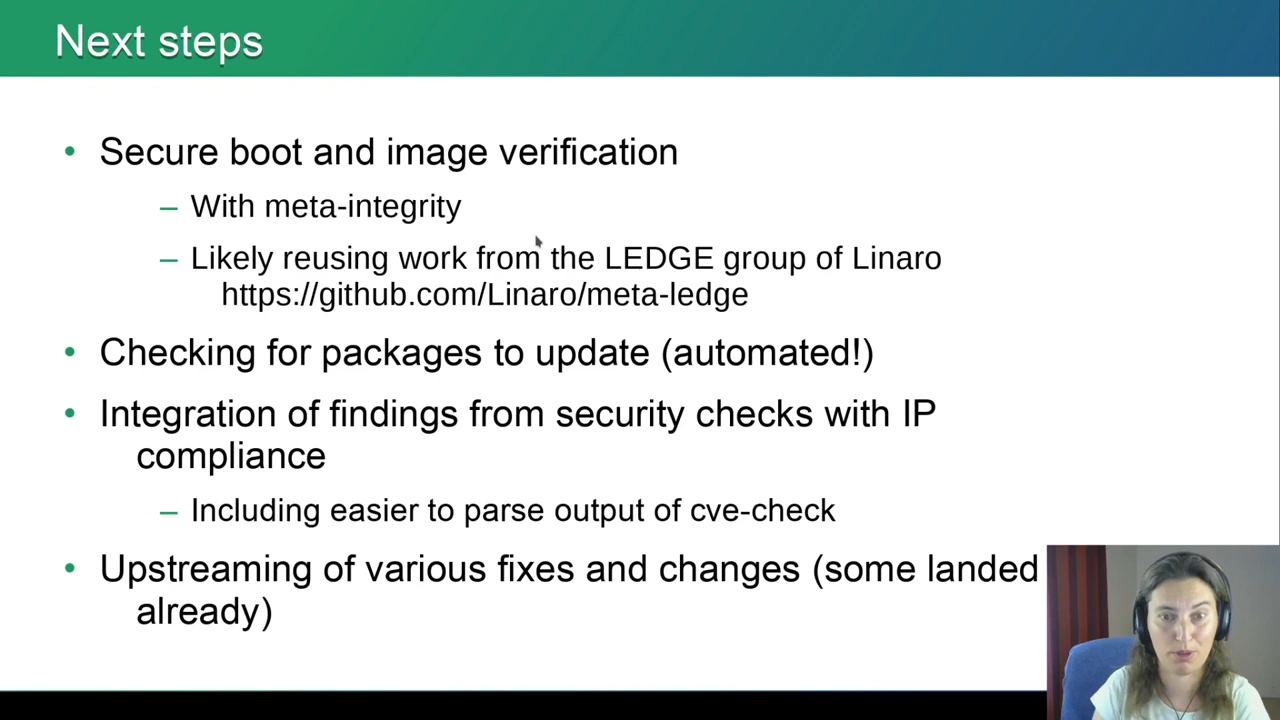 Next steps
• Secure boot and image verification
– With meta-integrity
– Likely reusing work from the LEDGE group of Linaro
https://github.com/Linaro/meta-ledge
• Checking for packages to update (automated!)
• Integration of findings from security checks with IP
compliance
– Including easier to parse output of cve-check
• Upstreaming of various fixes and changes (some landed
already)